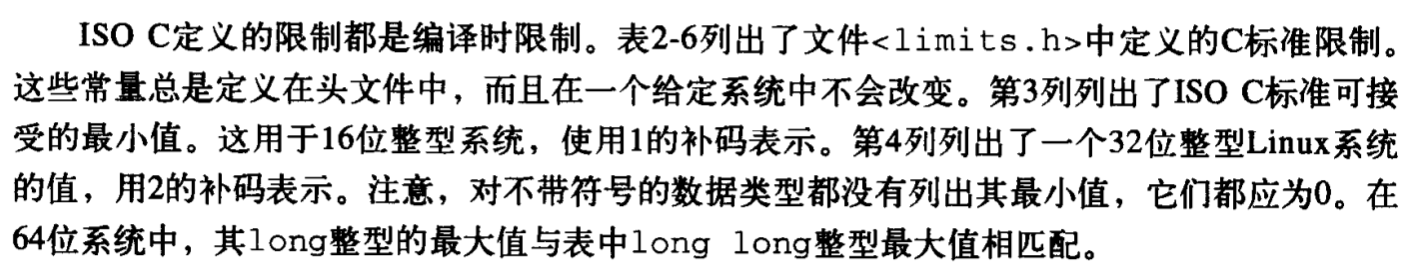 ISO C定义的限制都是编译时限制。表2-6列出了文件<limits.h>中定义的C标准限制。
这些常量总是定义在头文件中，而且在一个给定系统中不会改变。第3列列出了ISO C标准可接
受的最小值。这用于16位整型系统，使用1的补码表示。第4列列出了一个32位整型Linux系统
的值，用2的补码表示。注意，对不带符号的数据类型都没有列出其最小值，它们都应为0。在
64位系统中，其long整型的最大值与表中long long整型最大值相匹配。